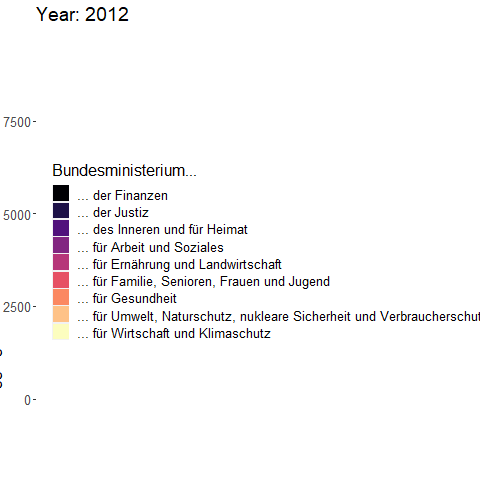 Year: 2012
7500
Bundesministerium...
... der Finanzen
5000
... der Justiz
... des Inneren und für Heimat
... für Arbeit und Soziales
... für Ernährung und Landwirtschaft
... für Familie, Senioren, Frauen und Jugend
... für Gesundheit
2500
... für Umwelt, Naturschutz, nukleare Sicherheit und Verbraucherschut
... für Wirtschaft und Klimaschutz
0